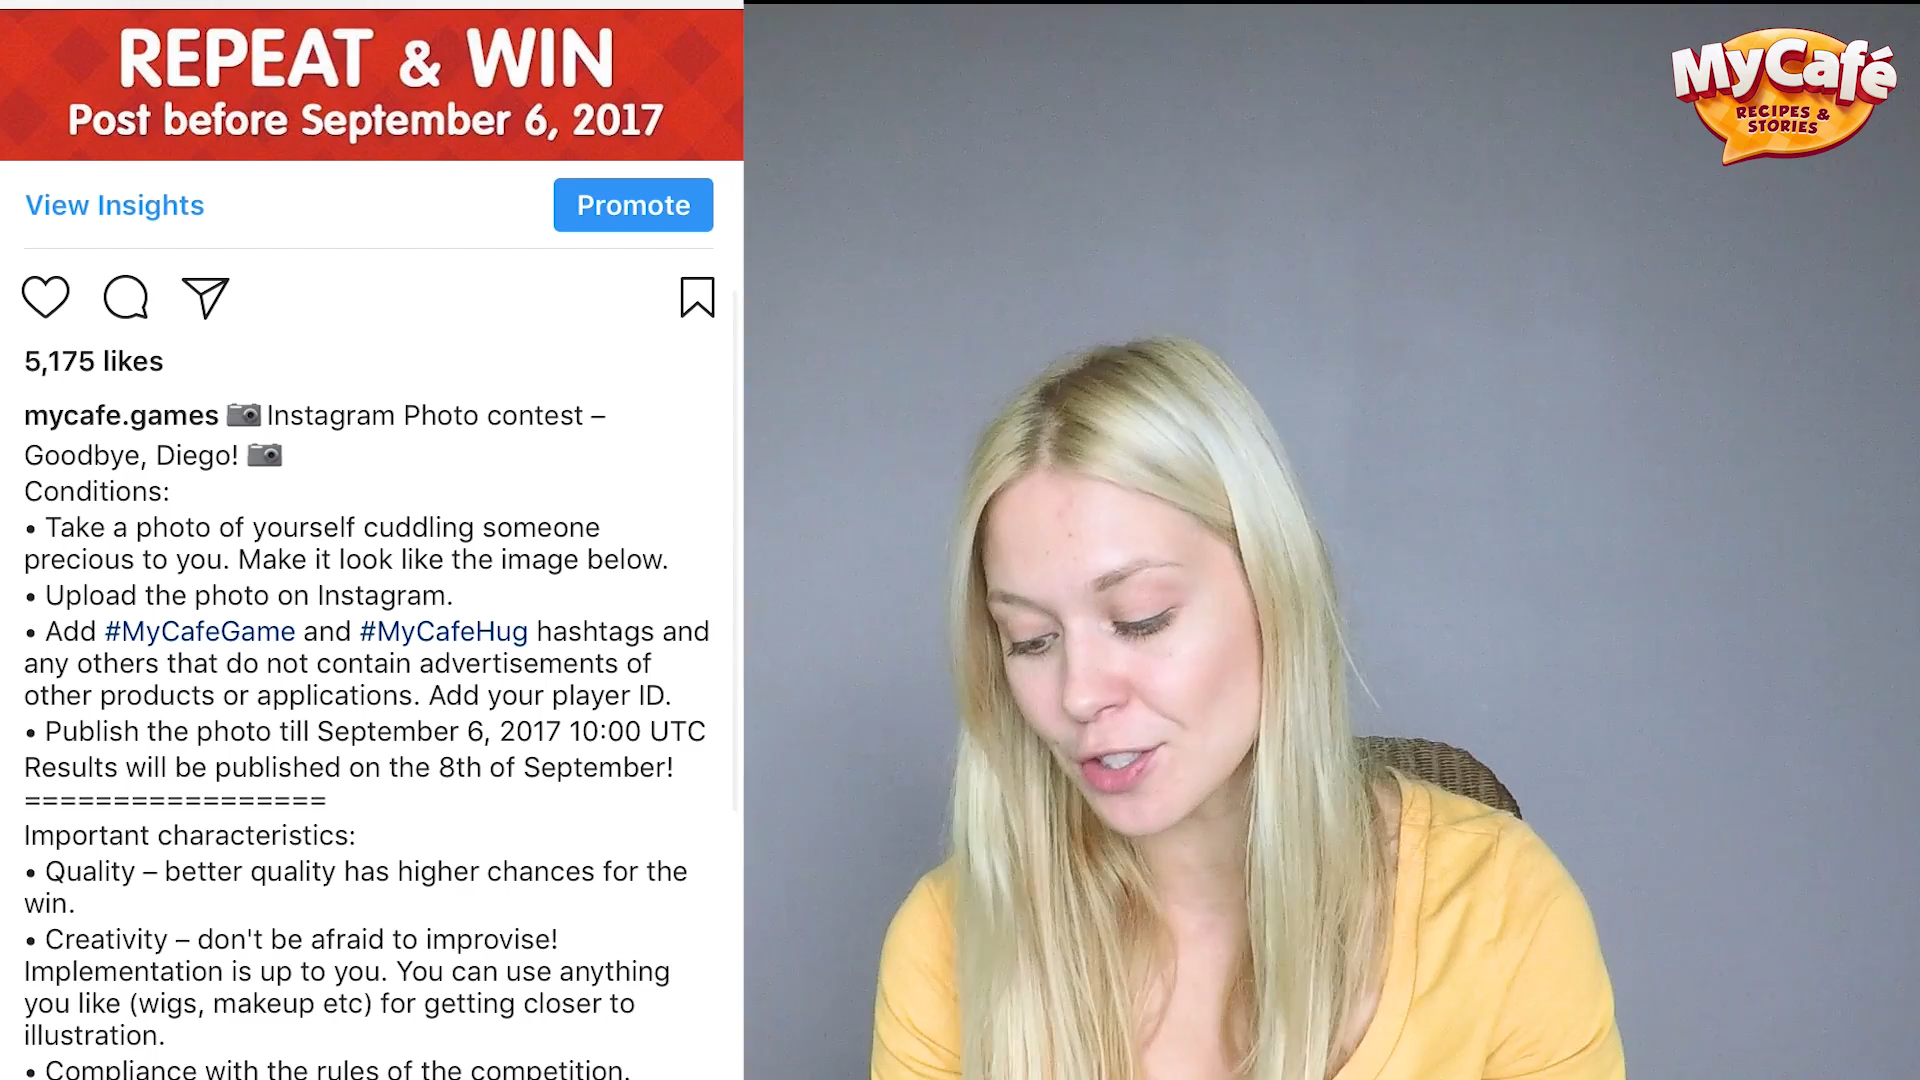 REPEAT & WIN
Post before September 6, 2017
View Insights
Promote
5,175 likes
mycafe.games 📷 Instagram Photo contest –
Goodbye, Diego! 📷
Conditions:
• Take a photo of yourself cuddling someone
precious to you. Make it look like the image below.
• Upload the photo on Instagram.
• Add #MyCafeGame and #MyCafeHug hashtags and
any others that do not contain advertisements of
other products or applications. Add your player ID.
• Publish the photo till September 6, 2017 10:00 UTC
Results will be published on the 8th of September!
=================
Important characteristics:
• Quality – better quality has higher chances for the
win.
• Creativity – don't be afraid to improvise!
Implementation is up to you. You can use anything
you like (wigs, makeup etc) for getting closer to
illustration.
• Compliance with the rules of the competition.
MyCafé
RECIPES &
STORIES